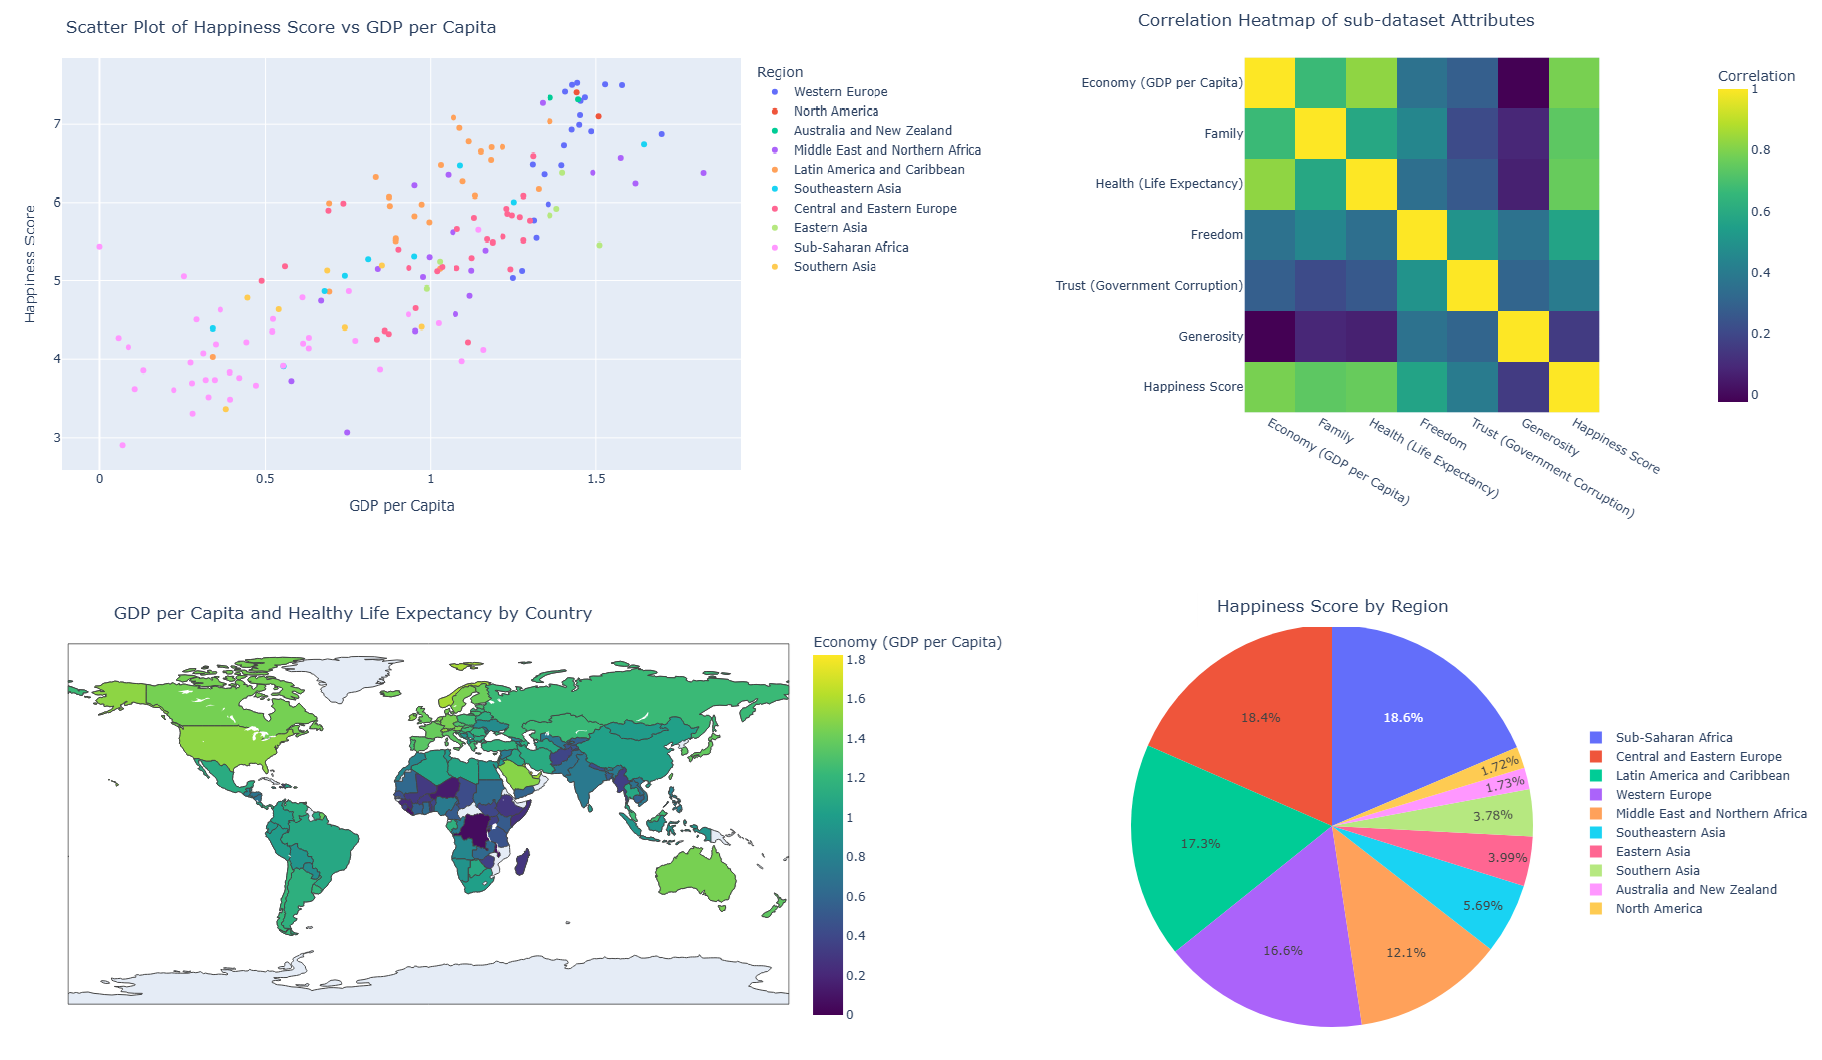 Scatter Plot of Happiness Score vs GDP per Capita
Happiness Score
7
6
5
4
3
0
0.5
1
1.5
GDP per Capita
Region
Western Europe
North America
Australia and New Zealand
Middle East and Northern Africa
Latin America and Caribbean
Southeastern Asia
Central and Eastern Europe
Eastern Asia
Sub-Saharan Africa
Southern Asia
Correlation Heatmap of sub-dataset Attributes
Economy (GDP per Capita)
Family
Health (Life Expectancy)
Freedom
Trust (Government Corruption)
Generosity
Happiness Score
Economy (GDP per Capita)
Family
Health (Life Expectancy)
Freedom
Trust (Government Corruption)
Generosity
Happiness Score
Correlation
1
0.8
0.6
0.4
0.2
0
GDP per Capita and Healthy Life Expectancy by Country
Economy (GDP per Capita)
1.8
1.6
1.4
1.2
1
0.8
0.6
0.4
0.2
0
Happiness Score by Region
18.4%
18.6%
1.72%
1.73%
3.78%
3.99%
5.69%
12.1%
16.6%
17.3%
Sub-Saharan Africa
Central and Eastern Europe
Latin America and Caribbean
Western Europe
Middle East and Northern Africa
Southeastern Asia
Eastern Asia
Southern Asia
Australia and New Zealand
North America